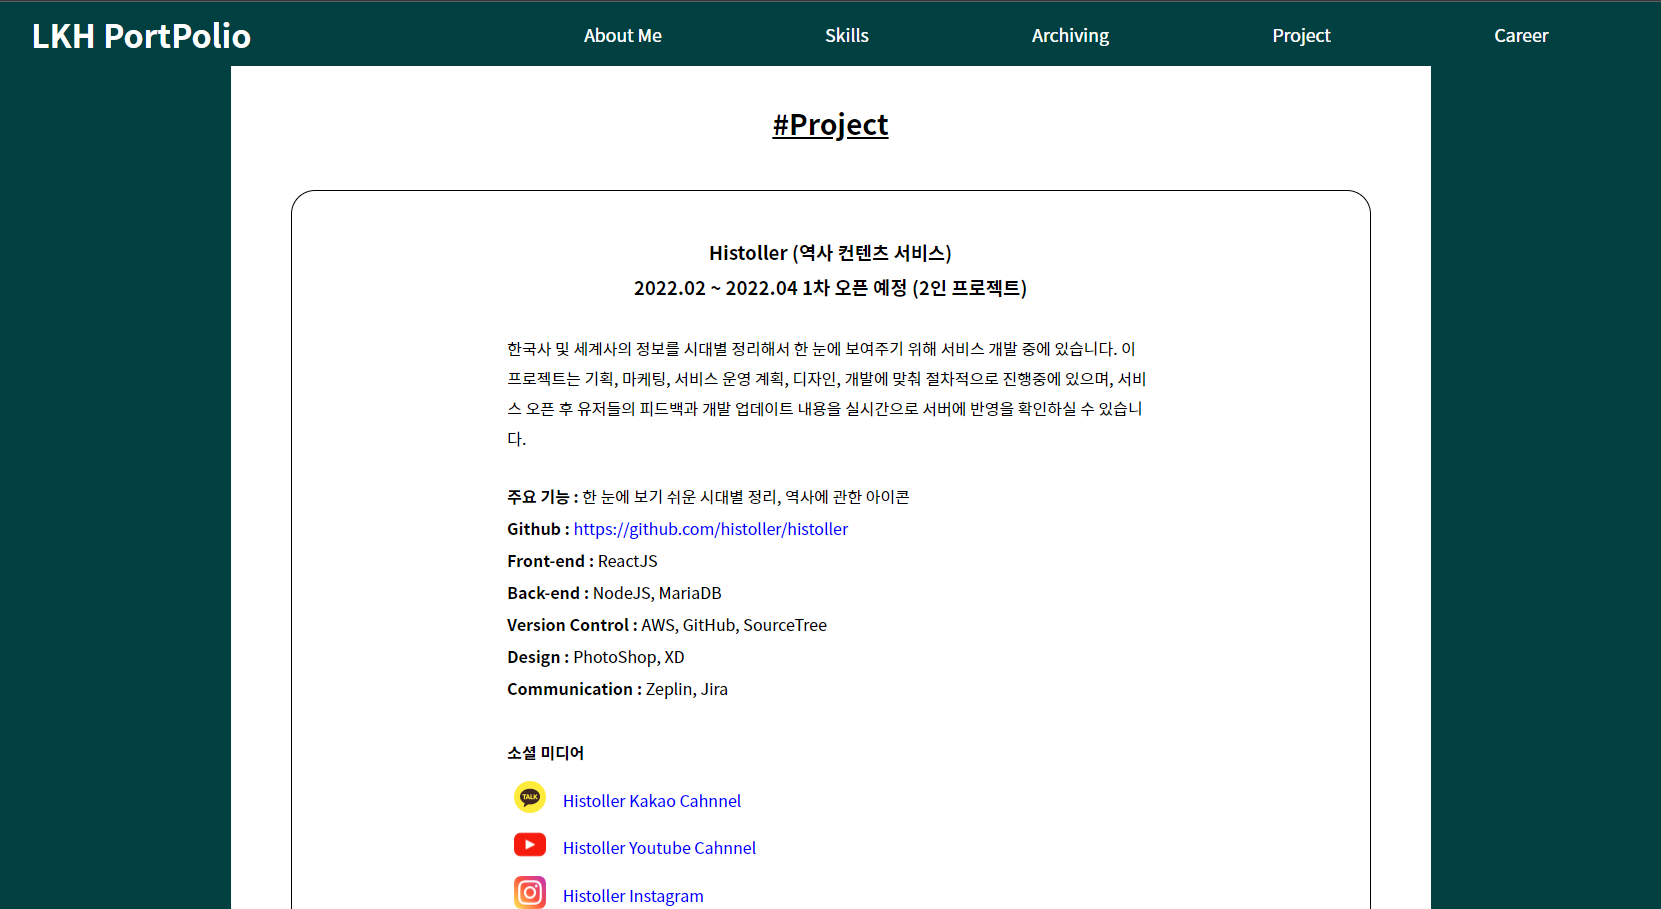 LKH PortPolio
About Me
Skills
Archiving
Project
Career
#Project
Histoller (역사 컨텐츠 서비스)
2022.02 ~ 2022.04 1차 오픈 예정 (2인 프로젝트)
한국사 및 세계사의 정보를 시대별 정리해서 한 눈에 보여주기 위해 서비스 개발 중에 있습니다. 이
프로젝트는 기획, 마케팅, 서비스 운영 계획, 디자인, 개발에 맞춰 절차적으로 진행중에 있으며, 서비
스 오픈 후 유저들의 피드백과 개발 업데이트 내용을 실시간으로 서버에 반영을 확인하실 수 있습니
다.
주요 기능 : 한 눈에 보기 쉬운 시대별 정리, 역사에 관한 아이콘
Github : https://github.com/histoller/histoller
Front-end : ReactJS
Back-end : NodeJS, MariaDB
Version Control : AWS, GitHub, SourceTree
Design : PhotoShop, XD
Communication : Zeplin, Jira
소셜 미디어
TALK
Histoller Kakao Cahnnel
Histoller Youtube Cahnnel
Histoller Instagram